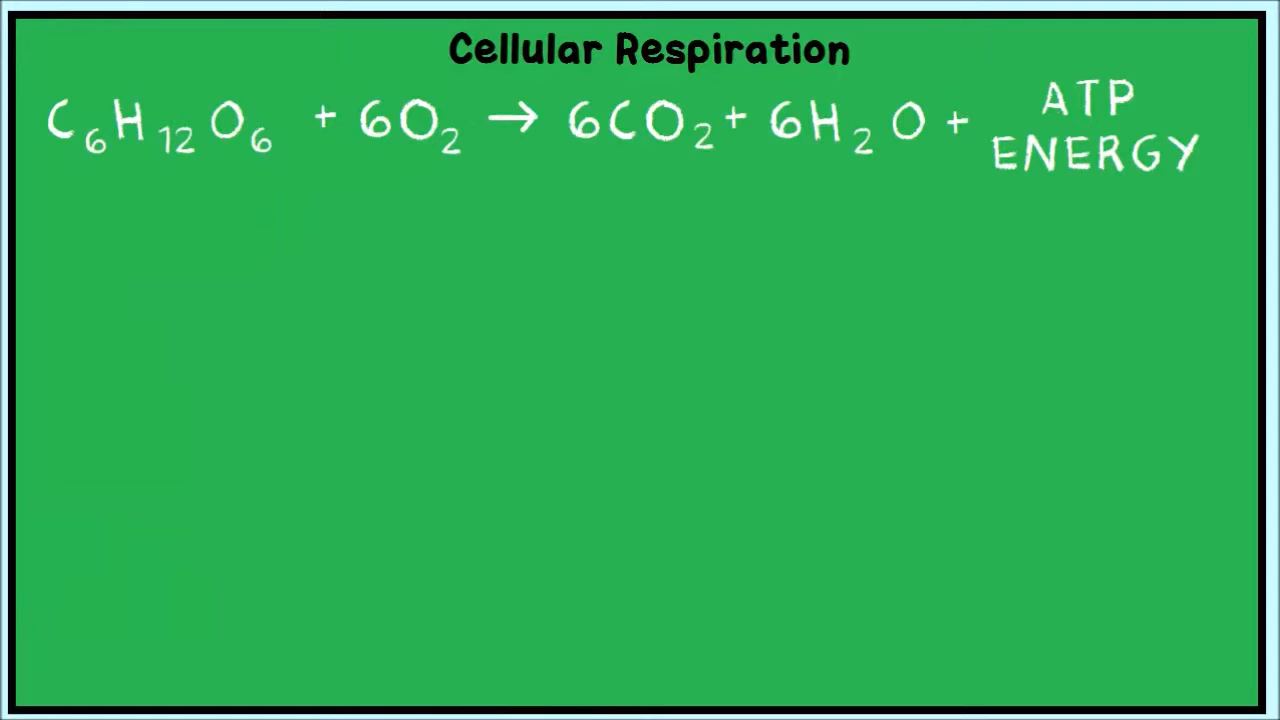 Cellular Respiration
C₆H₁₂O₆ + 6O₂ → 6CO₂ + 6H₂O + ATP
ENERGY